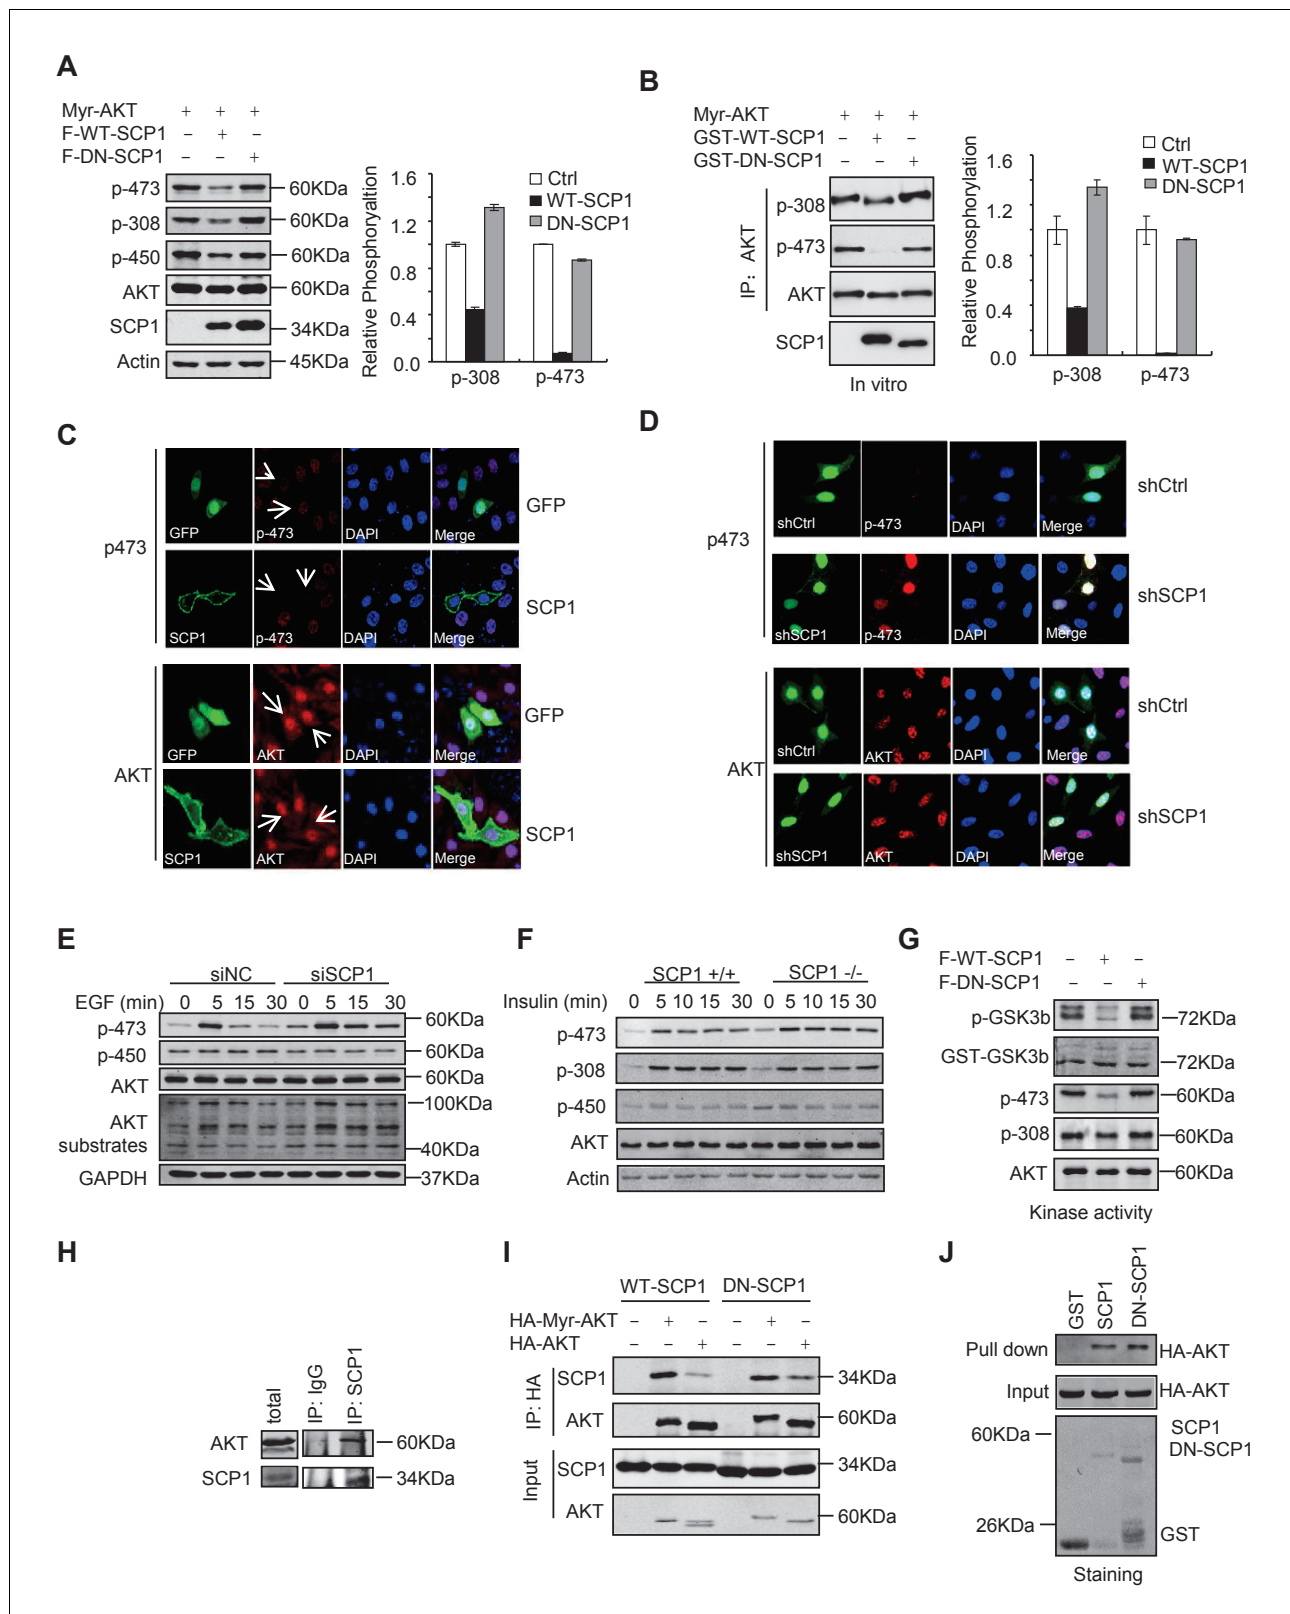 A
Myr-AKT + + +
F-WT-SCP1 – + –
F-DN-SCP1 – – +
p-473 60KDa
p-308 60KDa
p-450 60KDa
AKT 60KDa
SCP1 34KDa
Actin 45KDa
Relative Phosphoryaltion
1.6
1.2
0.8
0.4
0.0
Ctrl
WT-SCP1
DN-SCP1
p-308 p-473
B
Myr-AKT + + +
GST-WT-SCP1 – + –
GST-DN-SCP1 – – +
IP: AKT
p-308
p-473
AKT
SCP1
In vitro
Relative Phosphorylation
1.6
1.2
0.8
0.4
0.0
Ctrl
WT-SCP1
DN-SCP1
p-308 p-473
C
p473
GFP p-473 DAPI Merge GFP
SCP1 p-473 DAPI Merge SCP1
AKT
GFP AKT DAPI Merge GFP
SCP1 AKT DAPI Merge SCP1
D
p473
shCtrl p-473 DAPI Merge shCtrl
shSCP1 p-473 DAPI Merge shSCP1
AKT
shCtrl AKT DAPI Merge shCtrl
shSCP1 AKT DAPI Merge shSCP1
E
siNC siSCP1
EGF (min) 0 5 15 30 0 5 15 30
p-473 60KDa
p-450 60KDa
AKT 60KDa
AKT substrates 100KDa
40KDa
GAPDH 37KDa
F
SCP1 +/+ SCP1 -/-
Insulin (min) 0 5 10 15 30 0 5 10 15 30
p-473
p-308
p-450
AKT
Actin
G
F-WT-SCP1 – + –
F-DN-SCP1 – – +
p-GSK3b 72KDa
GST-GSK3b 72KDa
p-473 60KDa
p-308 60KDa
AKT 60KDa
Kinase activity
H
total IP: IgG IP: SCP1
AKT 60KDa
SCP1 34KDa
I
WT-SCP1 DN-SCP1
HA-Myr-AKT – + – – + –
HA-AKT – – + – – +
IP: HA
SCP1 34KDa
AKT 60KDa
Input
SCP1 34KDa
AKT 60KDa
J
GST SCP1 DN-SCP1
Pull down HA-AKT
Input HA-AKT
60KDa SCP1
DN-SCP1
26KDa GST
Staining